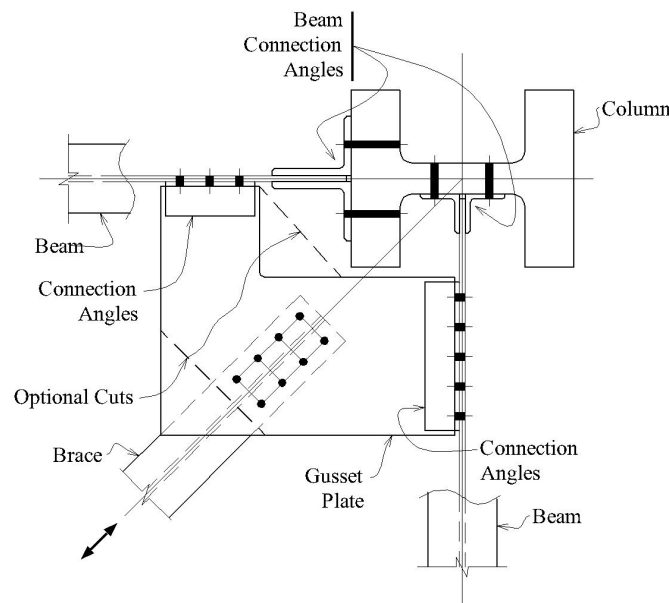 Beam
Connection
Angles
Column
Beam
Connection
Angles
Optional Cuts
Brace
Gusset
Plate
Connection
Angles
Beam